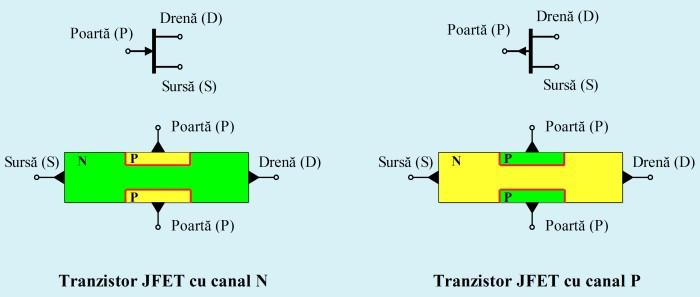 Drenă (D)
Poartă (P)
Sursă (S)
Drenă (D)
Poartă (P)
Sursă (S)
Poartă (P)
Sursă (S)
N
P
Drenă (D)
P
Poartă (P)
Poartă (P)
Sursă (S)
N
P
Drenă (D)
P
Poartă (P)
Tranzistor JFET cu canal N
Tranzistor JFET cu canal P